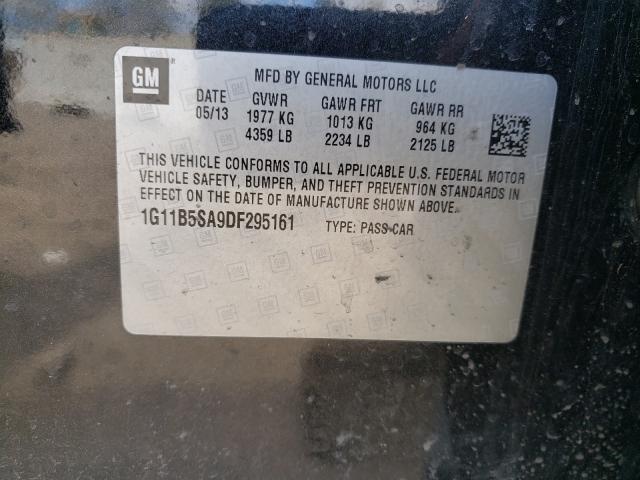 GM
MFD BY GENERAL MOTORS LLC
DATE GVWR GAWR FRT GAWR RR
05/13 1977 KG 1013 KG 964 KG
4359 LB 2234 LB 2125 LB
THIS VEHICLE CONFORMS TO ALL APPLICABLE U.S. FEDERAL MOTOR
VEHICLE SAFETY, BUMPER, AND THEFT PREVENTION STANDARDS IN
EFFECT ON THE DATE OF MANUFACTURE SHOWN ABOVE.
1G11B5SA9DF295161 TYPE: PASS CAR